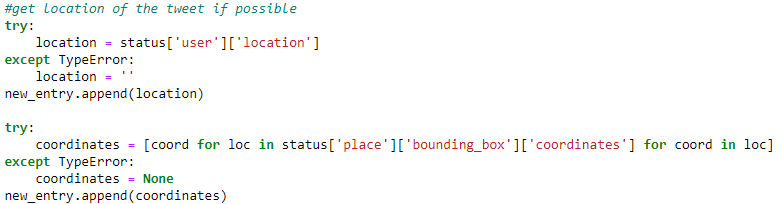 #get location of the tweet if possible
try:
    location = status['user']['location']
except TypeError:
    location = ''
new_entry.append(location)

try:
    coordinates = [coord for loc in status['place']['bounding_box']['coordinates'] for coord in loc]
except TypeError:
    coordinates = None
new_entry.append(coordinates)